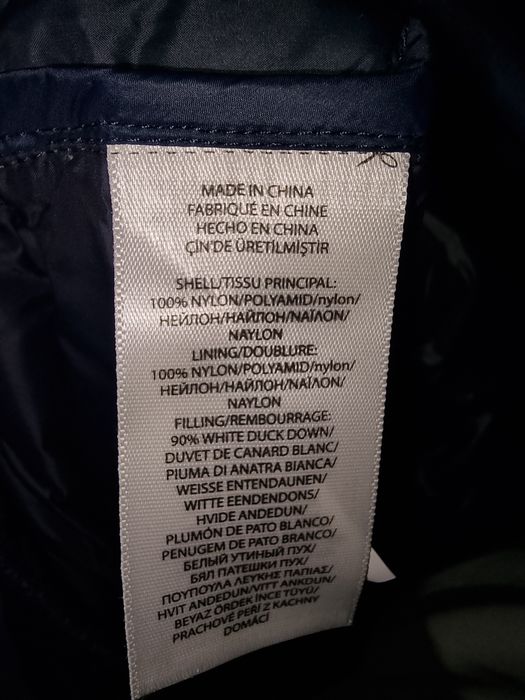 MADE IN CHINA
FABRIQUÉ EN CHINE
HECHO EN CHINA
ÇİN'DE ÜRETİLMİŞTİR
SHELL/TISSU PRINCIPAL:
100% NYLON/POLYAMID/nylon/
НЕЙЛОН/НАЙЛОН/ΝΑΪΛΟΝ/
NAYLON
LINING/DOUBLURE:
100% NYLON/POLYAMID/nylon/
НЕЙЛОН/НАЙЛОН/ΝΑΪΛΟΝ/
NAYLON
FILLING/REMBOURRAGE:
90% WHITE DUCK DOWN/
DUVET DE CANARD BLANC/
PIUMA DI ANATRA BIANCA/
WEISSE ENTENDAUNEN/
WITTE EENDENDONS/
HVIDE ANDEDUN/
PLUMÓN DE PATO BLANCO/
PENUGEM DE PATO BRANCO/
БЕЛЫЙ УТИНЫЙ ПУХ/
БЯЛ ПАТЕШКИ ПУХ/
ΠΟΥΠΟΥΛΑ ΛΕΥΚΗΣ ΠΑΠΙΑΣ/
HVIT ANDEDUN/VITT ANKDUN/
BEYAZ ÖRDEK İNCE TÜYÜ/
PRACHOVÉ PEŘÍ Z KACHNY
DOMÁCÍ